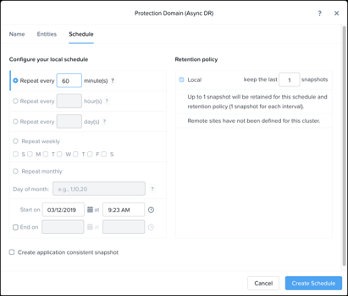 Protection Domain (Async DR)
?
×
Name
Entities
Schedule
Configure your local schedule
Retention policy
Repeat every 60 minute(s) ?
Local keep the last 1 snapshots
Repeat every hour(s) ?
Up to 1 snapshot will be retained for this schedule and
retention policy (1 snapshot for each interval).
Repeat every day(s) ?
Remote sites have not been defined for this cluster.
Repeat weekly
S M T W T F S
Repeat monthly
Day of month: e.g., 1,10,20 ?
Start on 03/12/2019 at 9:23 AM
End on at
Create application consistent snapshot
Cancel
Create Schedule